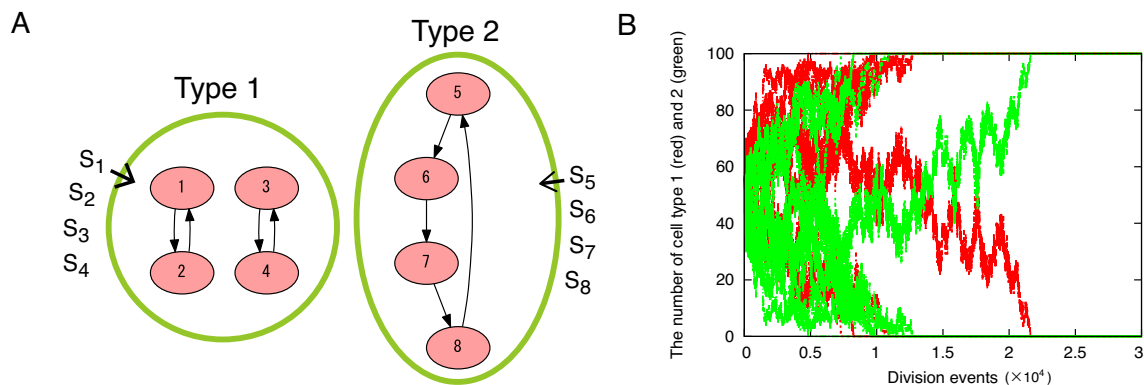 A
Type 1
Type 2
S1
S2
S3
S4
1
3
2
4
5
6
7
8
S5
S6
S7
S8
B
The number of cell type 1 (red) and 2 (green)
100
80
60
40
20
0
0 0.5 1 1.5 2 2.5 3
Division events (×10^4)